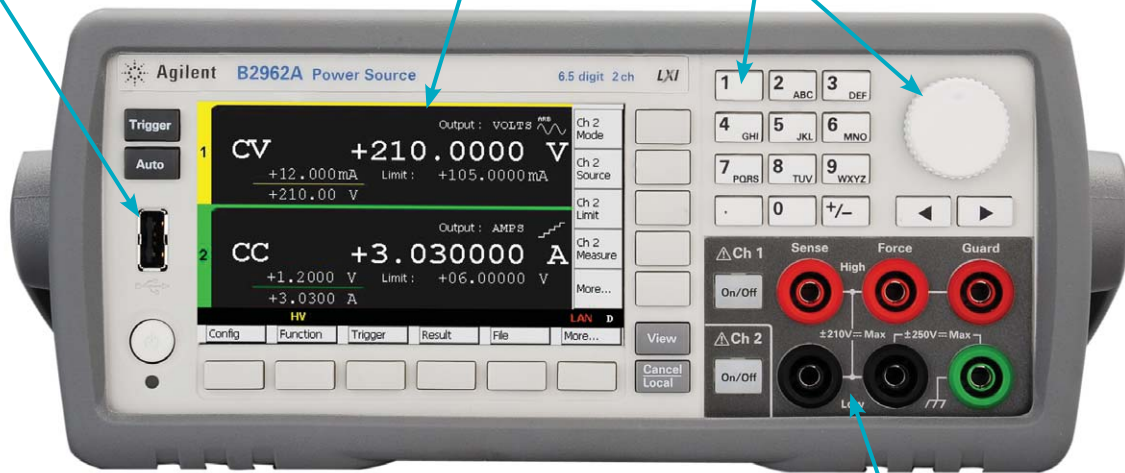 Agilent B2962A Power Source 6.5 digit 2 ch LXI
Trigger
Auto
1
Output : VOLTS ARB
CV +210.0000 V
+12.000mA Limit : +105.0000mA
+210.00 V
2
Output : AMPS
CC +3.030000 A
+1.2000 V Limit : +06.00000 V
+3.0300 A
HV LAN D
Ch 2
Mode
Ch 2
Source
Ch 2
Limit
Ch 2
Measure
More...
Config Function Trigger Result File More...
View
Cancel
Local
1 2 ABC 3 DEF
4 GHI 5 JKL 6 MNO
7 PQRS 8 TUV 9 WXYZ
. 0 +/−
Ch 1
On/Off
Sense Force Guard
High
±210V Max ±250V Max
Ch 2
On/Off
Low